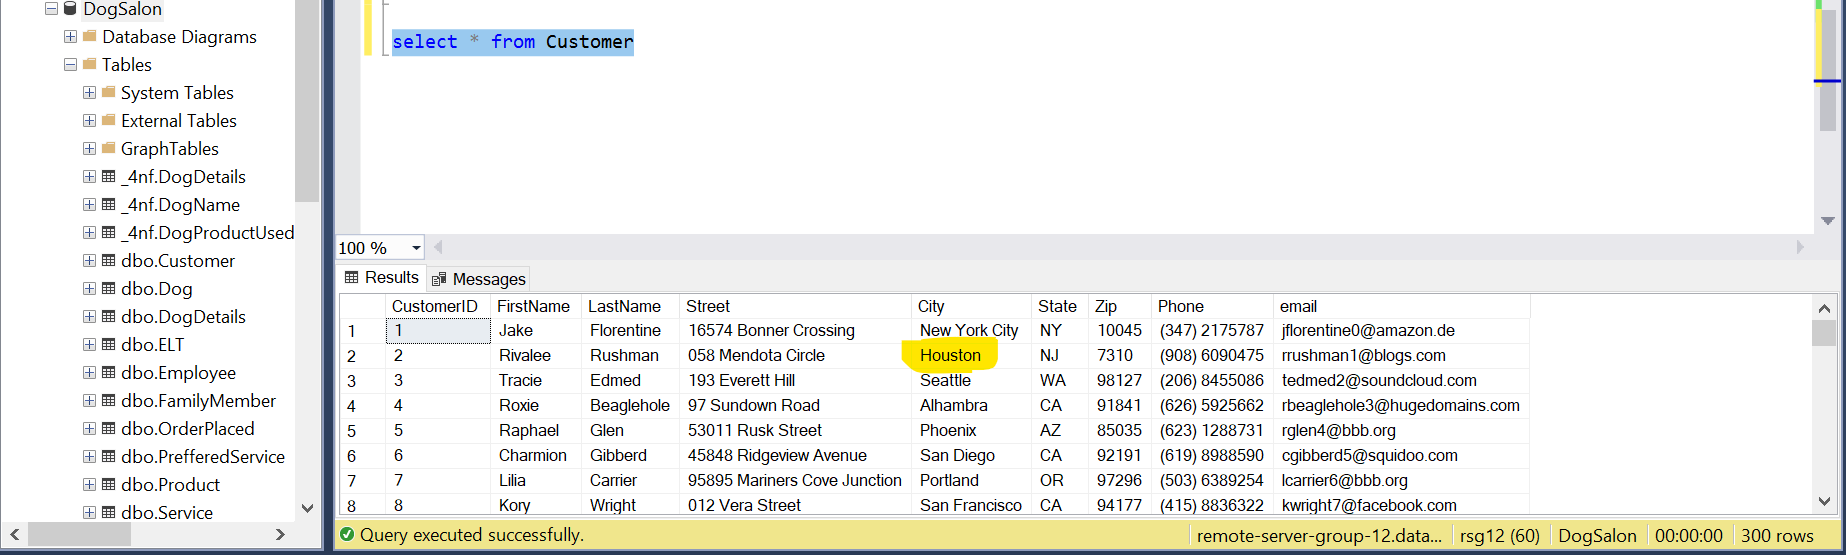 DogSalon
Database Diagrams
Tables
System Tables
External Tables
GraphTables
_4nf.DogDetails
_4nf.DogName
_4nf.DogProductUsed
dbo.Customer
dbo.Dog
dbo.DogDetails
dbo.ELT
dbo.Employee
dbo.FamilyMember
dbo.OrderPlaced
dbo.PrefferedService
dbo.Product
dbo.Service
select * from Customer
100 %
Results Messages
CustomerID FirstName LastName Street City State Zip Phone email
1 1 Jake Florentine 16574 Bonner Crossing New York City NY 10045 (347) 2175787 jflorentine0@amazon.de
2 2 Rivalee Rushman 058 Mendota Circle Houston NJ 7310 (908) 6090475 rrushman1@blogs.com
3 3 Tracie Edmed 193 Everett Hill Seattle WA 98127 (206) 8455086 tedmed2@soundcloud.com
4 4 Roxie Beaglehole 97 Sundown Road Alhambra CA 91841 (626) 5925662 rbeaglehole3@hugedomains.com
5 5 Raphael Glen 53011 Rusk Street Phoenix AZ 85035 (623) 1288731 rglen4@bbb.org
6 6 Charmion Gibberd 45848 Ridgeview Avenue San Diego CA 92191 (619) 8988590 cgibberd5@squidoo.com
7 7 Lilia Carrier 95895 Mariners Cove Junction Portland OR 97296 (503) 6389254 lcarrier6@bbb.org
8 8 Kory Wright 012 Vera Street San Francisco CA 94177 (415) 8836322 kwright7@facebook.com
Query executed successfully. remote-server-group-12.data... rsg12 (60) DogSalon 00:00:00 300 rows